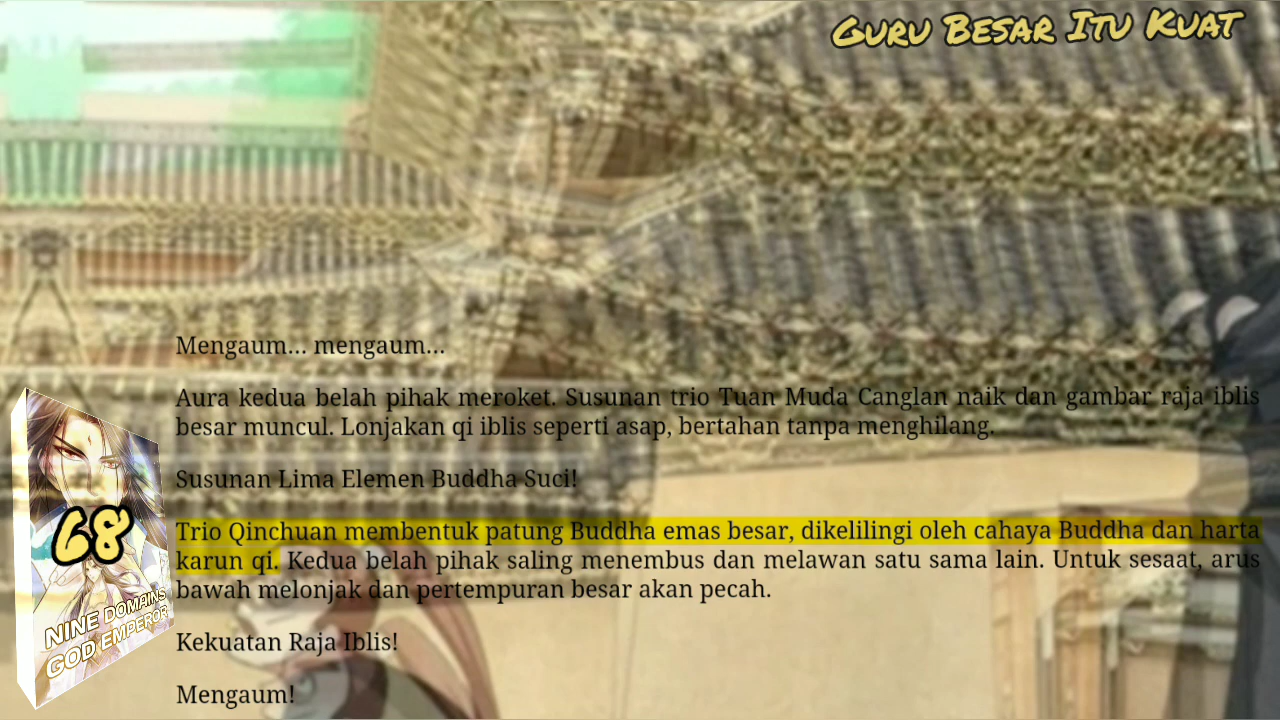 Guru Besar Itu Kuat
Mengaum... mengaum...
Aura kedua belah pihak meroket. Susunan trio Tuan Muda Canglan naik dan gambar raja iblis
besar muncul. Lonjakan qi iblis seperti asap, bertahan tanpa menghilang.
Susunan Lima Elemen Buddha Suci!
Trio Qinchuan membentuk patung Buddha emas besar, dikelilingi oleh cahaya Buddha dan harta
karun qi. Kedua belah pihak saling menembus dan melawan satu sama lain. Untuk sesaat, arus
bawah melonjak dan pertempuran besar akan pecah.
Kekuatan Raja Iblis!
Mengaum!
68
NINE DOMAINS
GOD EMPEROR